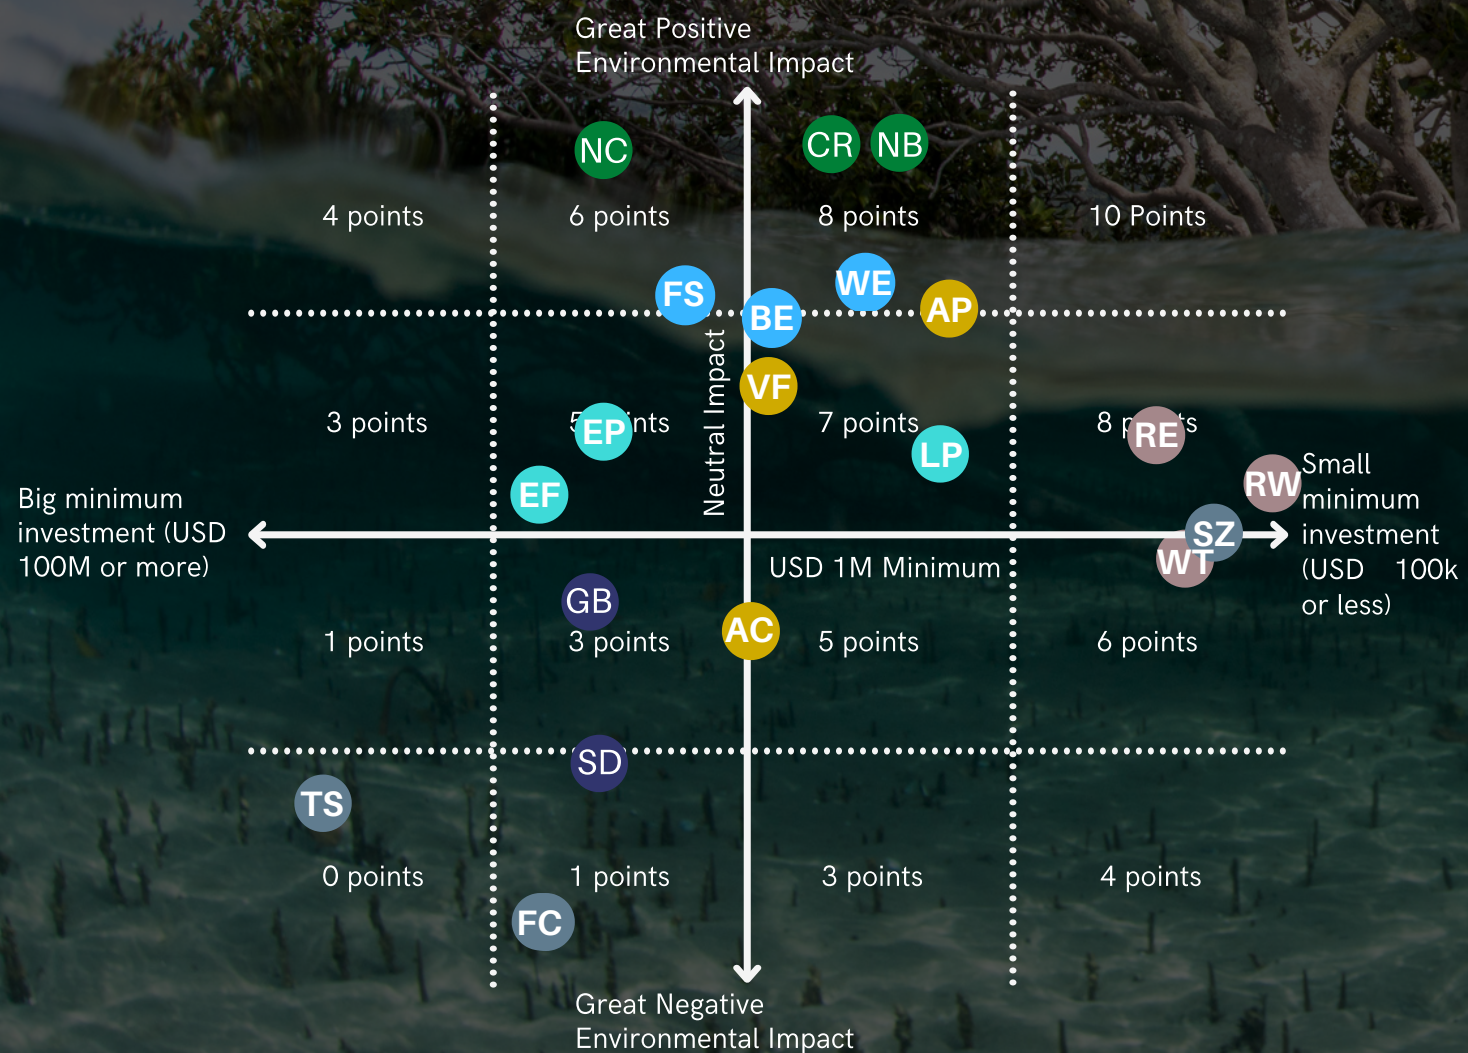 Great Positive
Environmental Impact
NC
CR
NB
4 points
6 points
8 points
10 Points
FS
WE
AP
BE
Neutral Impact
VF
3 points
EP
7 points
LP
RE
RW
EF
Big minimum
investment (USD
100M or more)
Small
minimum
investment
(USD 100k
or less)
SZ
WT
USD 1M Minimum
GB
AC
1 points
3 points
5 points
6 points
SD
TS
0 points
1 points
3 points
4 points
FC
Great Negative
Environmental Impact